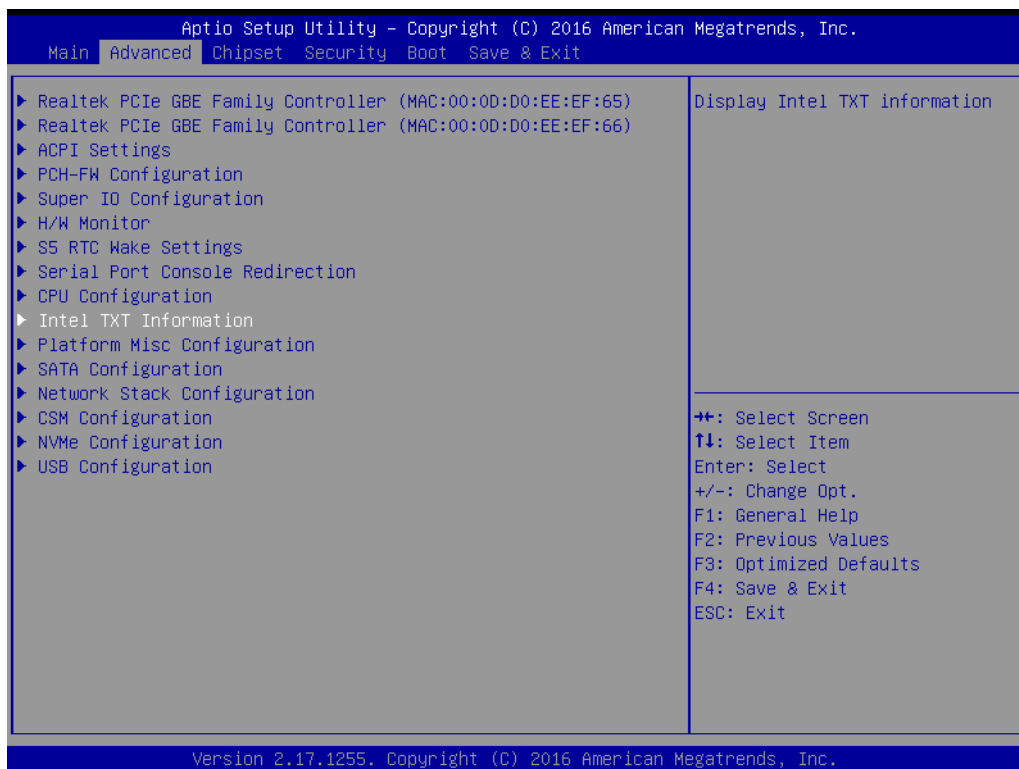 Aptio Setup Utility – Copyright (C) 2016 American Megatrends, Inc.
Main Advanced Chipset Security Boot Save & Exit
▶ Realtek PCIe GBE Family Controller (MAC:00:0D:D0:EE:EF:65)
▶ Realtek PCIe GBE Family Controller (MAC:00:0D:D0:EE:EF:66)
▶ ACPI Settings
▶ PCH-FW Configuration
▶ Super IO Configuration
▶ H/W Monitor
▶ S5 RTC Wake Settings
▶ Serial Port Console Redirection
▶ CPU Configuration
▶ Intel TXT Information
▶ Platform Misc Configuration
▶ SATA Configuration
▶ Network Stack Configuration
▶ CSM Configuration
▶ NVMe Configuration
▶ USB Configuration
Display Intel TXT information
→←: Select Screen
↑↓: Select Item
Enter: Select
+/-: Change Opt.
F1: General Help
F2: Previous Values
F3: Optimized Defaults
F4: Save & Exit
ESC: Exit
Version 2.17.1255. Copyright (C) 2016 American Megatrends, Inc.